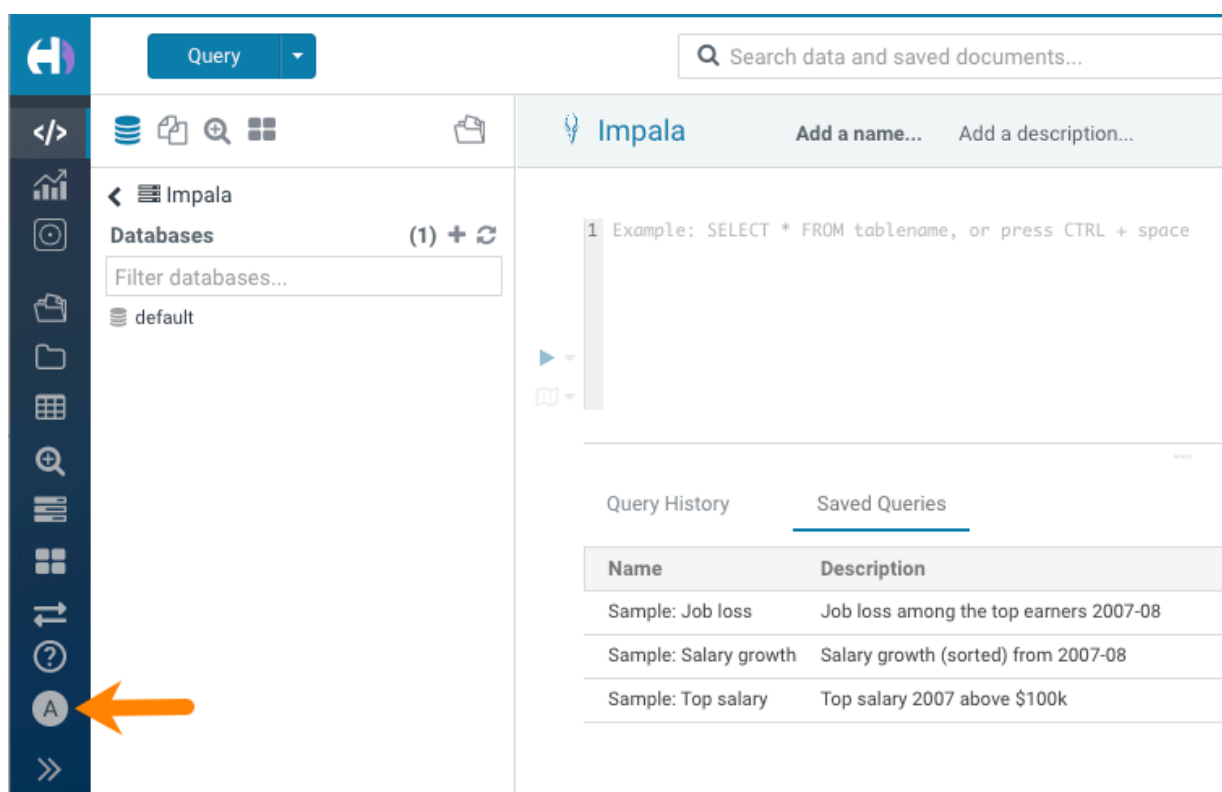 Query
Search data and saved documents...
</>
Impala
Add a name...
Add a description...
Impala
Databases (1)
Filter databases...
default
1 Example: SELECT * FROM tablename, or press CTRL + space
Query History
Saved Queries
Name Description
Sample: Job loss Job loss among the top earners 2007-08
Sample: Salary growth Salary growth (sorted) from 2007-08
Sample: Top salary Top salary 2007 above $100k
A